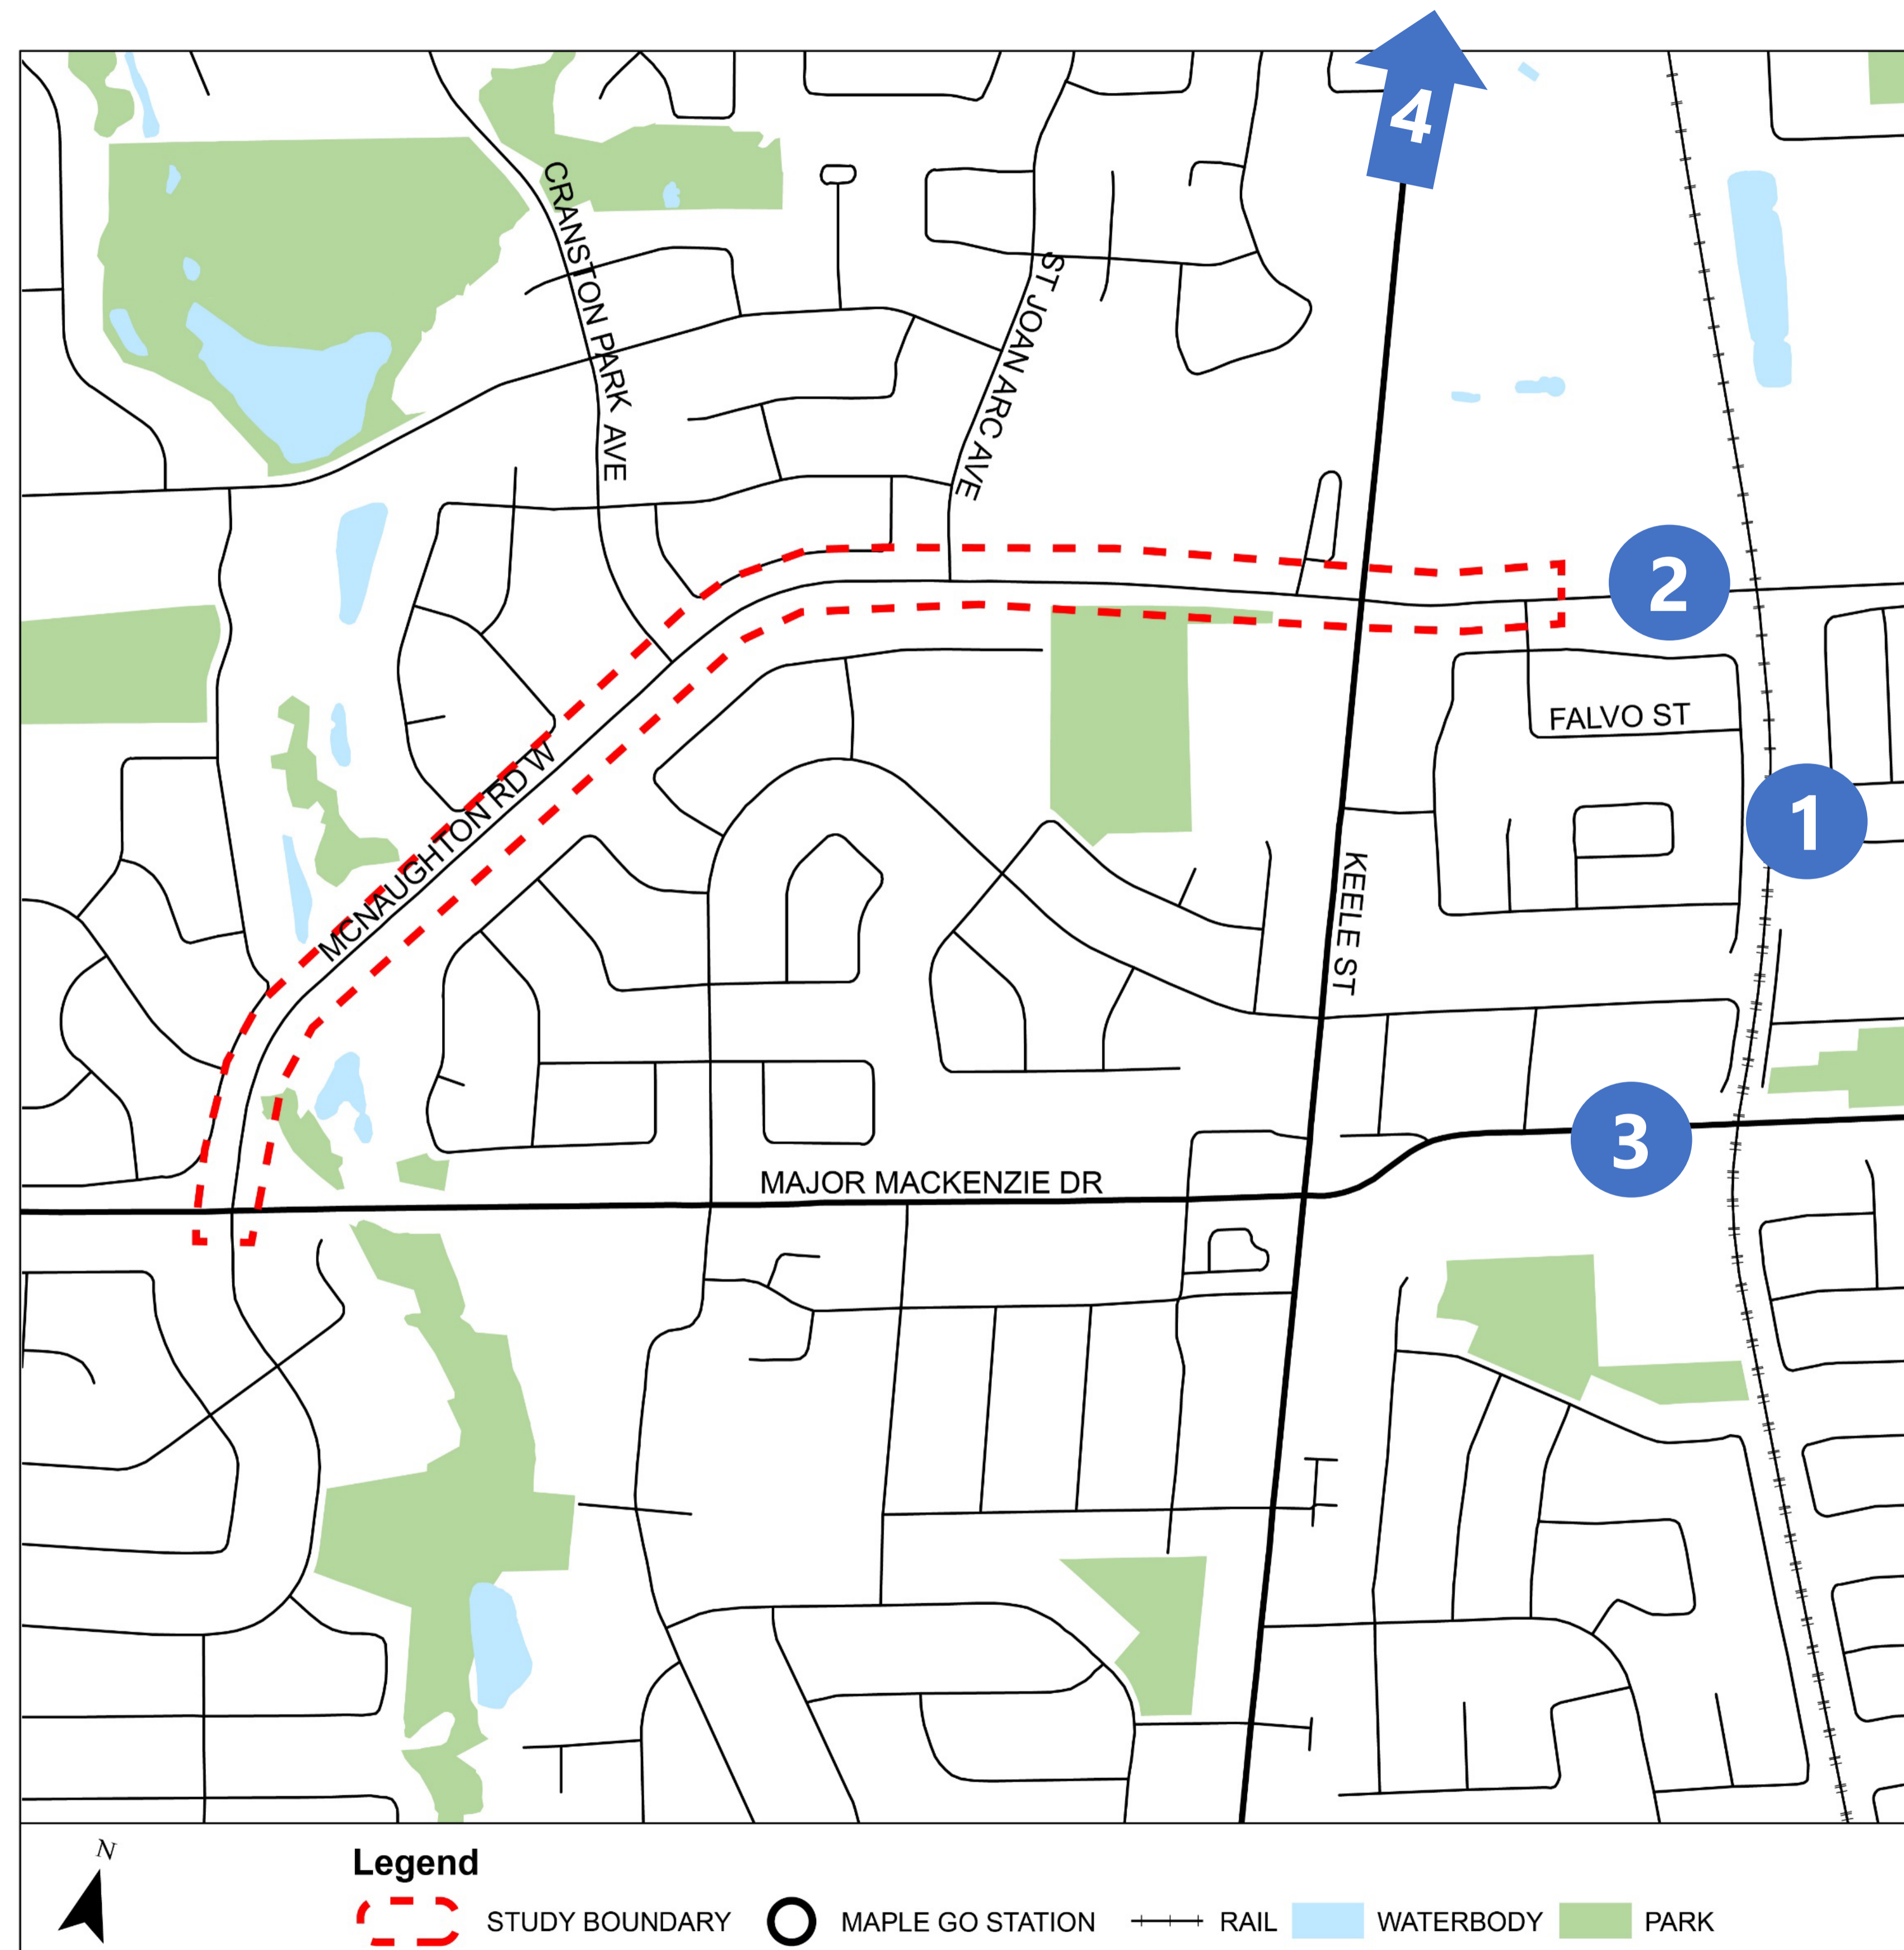 4
CRANSTON PARK AVE
ST JOAN ARC AVE
2
FALVO ST
1
MCNAUGHTON RD W
KEELE ST
3
MAJOR MACKENZIE DR
N
Legend
STUDY BOUNDARY
MAPLE GO STATION
RAIL
WATERBODY
PARK